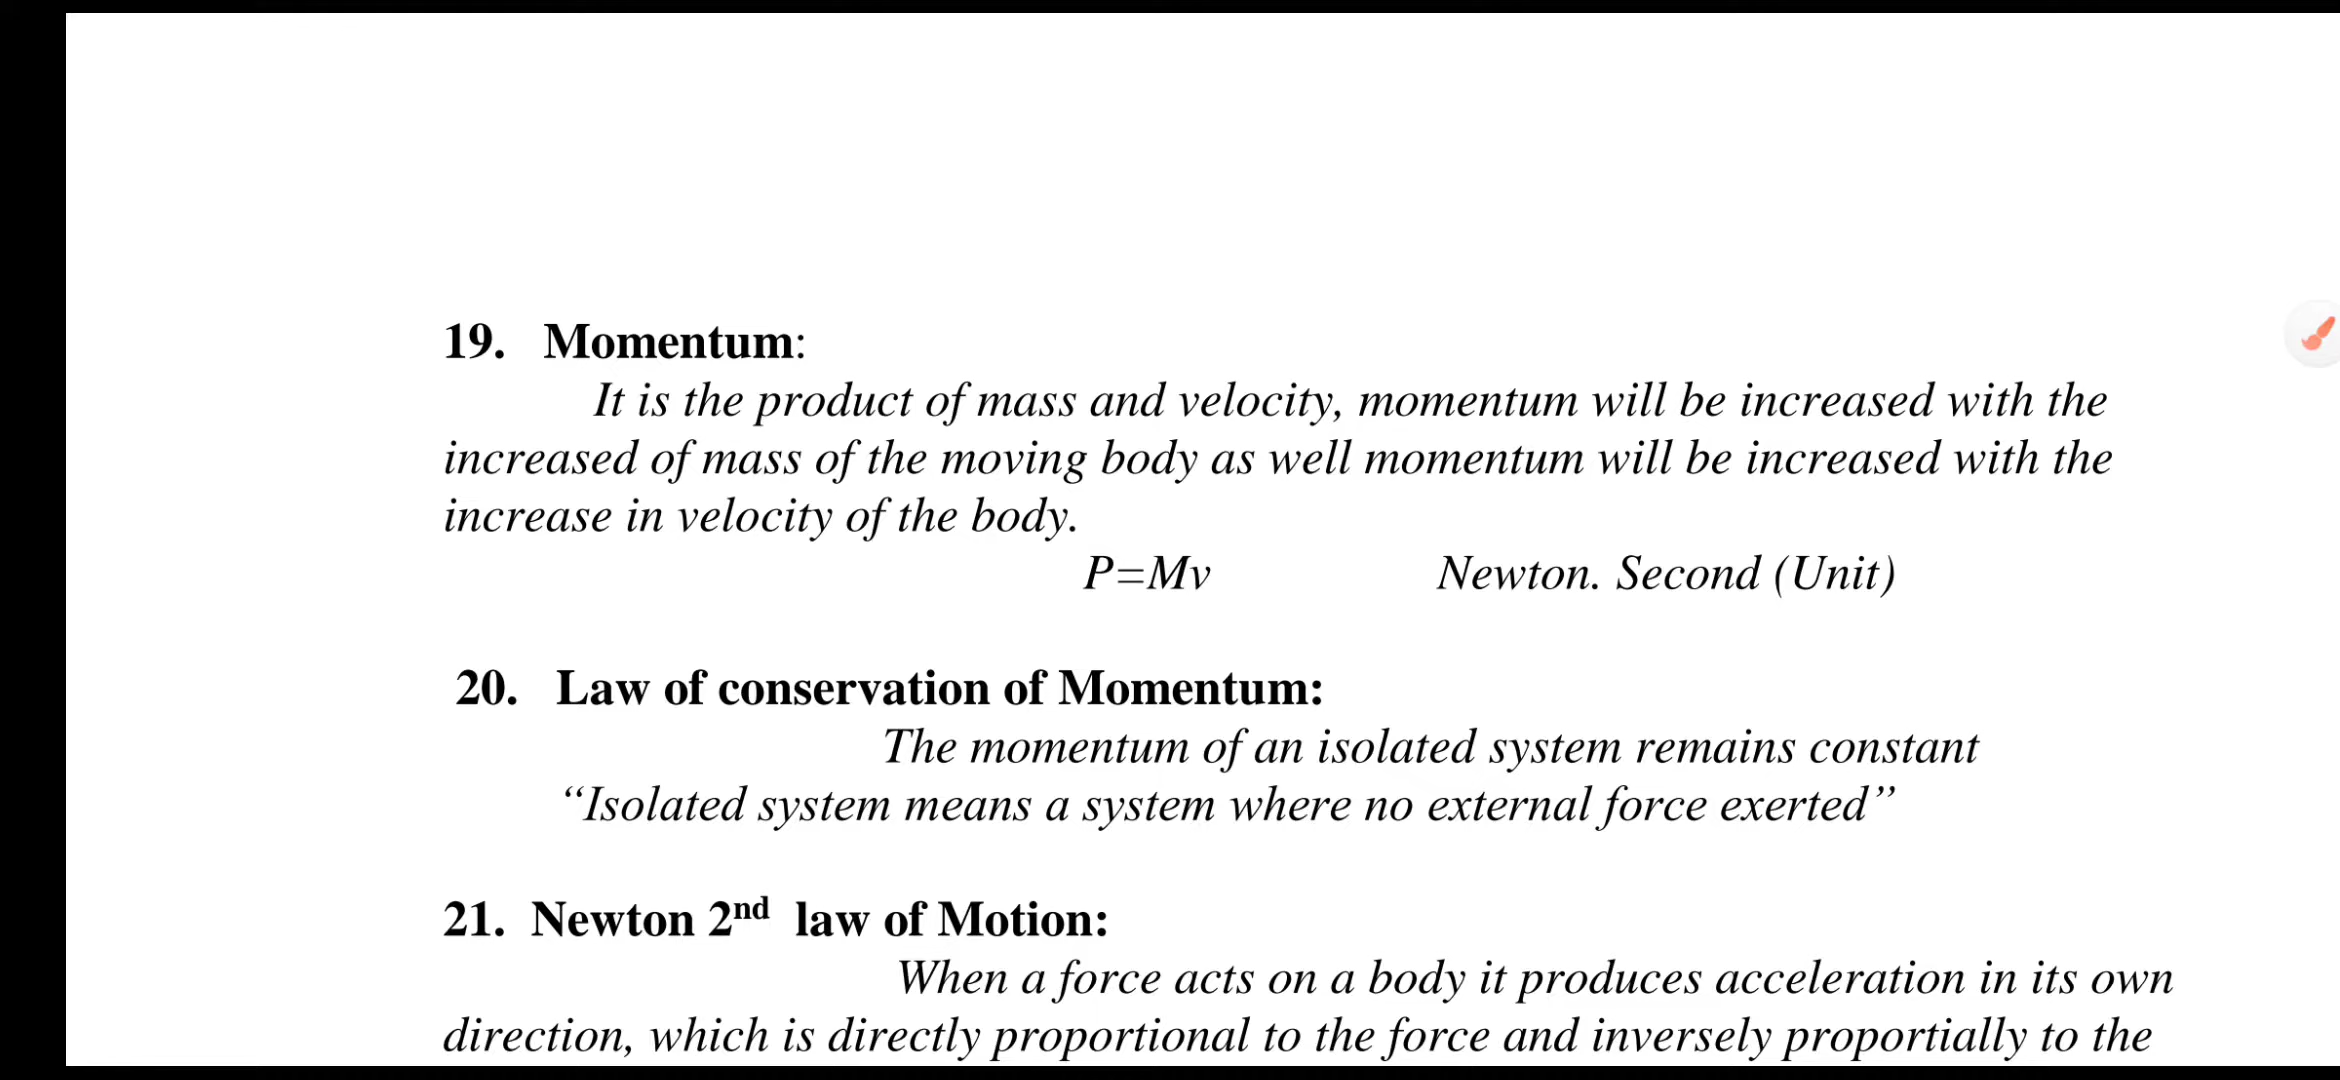 19. Momentum:
It is the product of mass and velocity, momentum will be increased with the
increased of mass of the moving body as well momentum will be increased with the
increase in velocity of the body.
P=Mv Newton. Second (Unit)
20. Law of conservation of Momentum:
The momentum of an isolated system remains constant
“Isolated system means a system where no external force exerted”
21. Newton 2nd law of Motion:
When a force acts on a body it produces acceleration in its own
direction, which is directly proportional to the force and inversely proportially to the